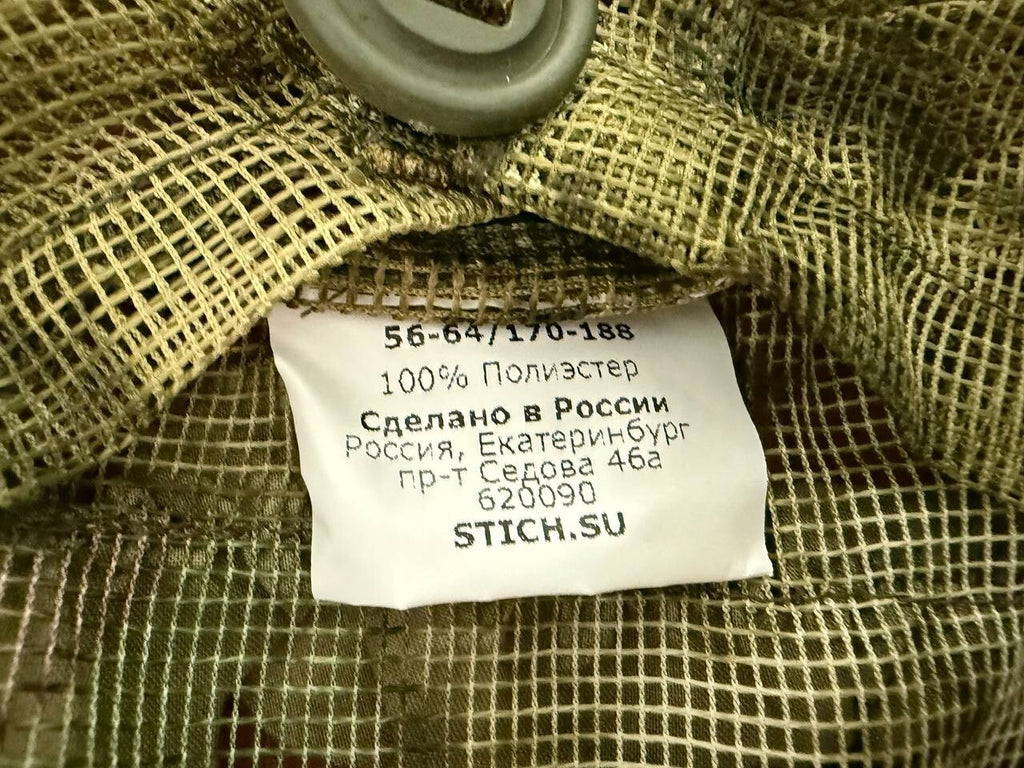 56-64/170-188
100% Полиэстер
Сделано в России
Россия, Екатеринбург
пр-т Седова 46а
620090
STICH.SU